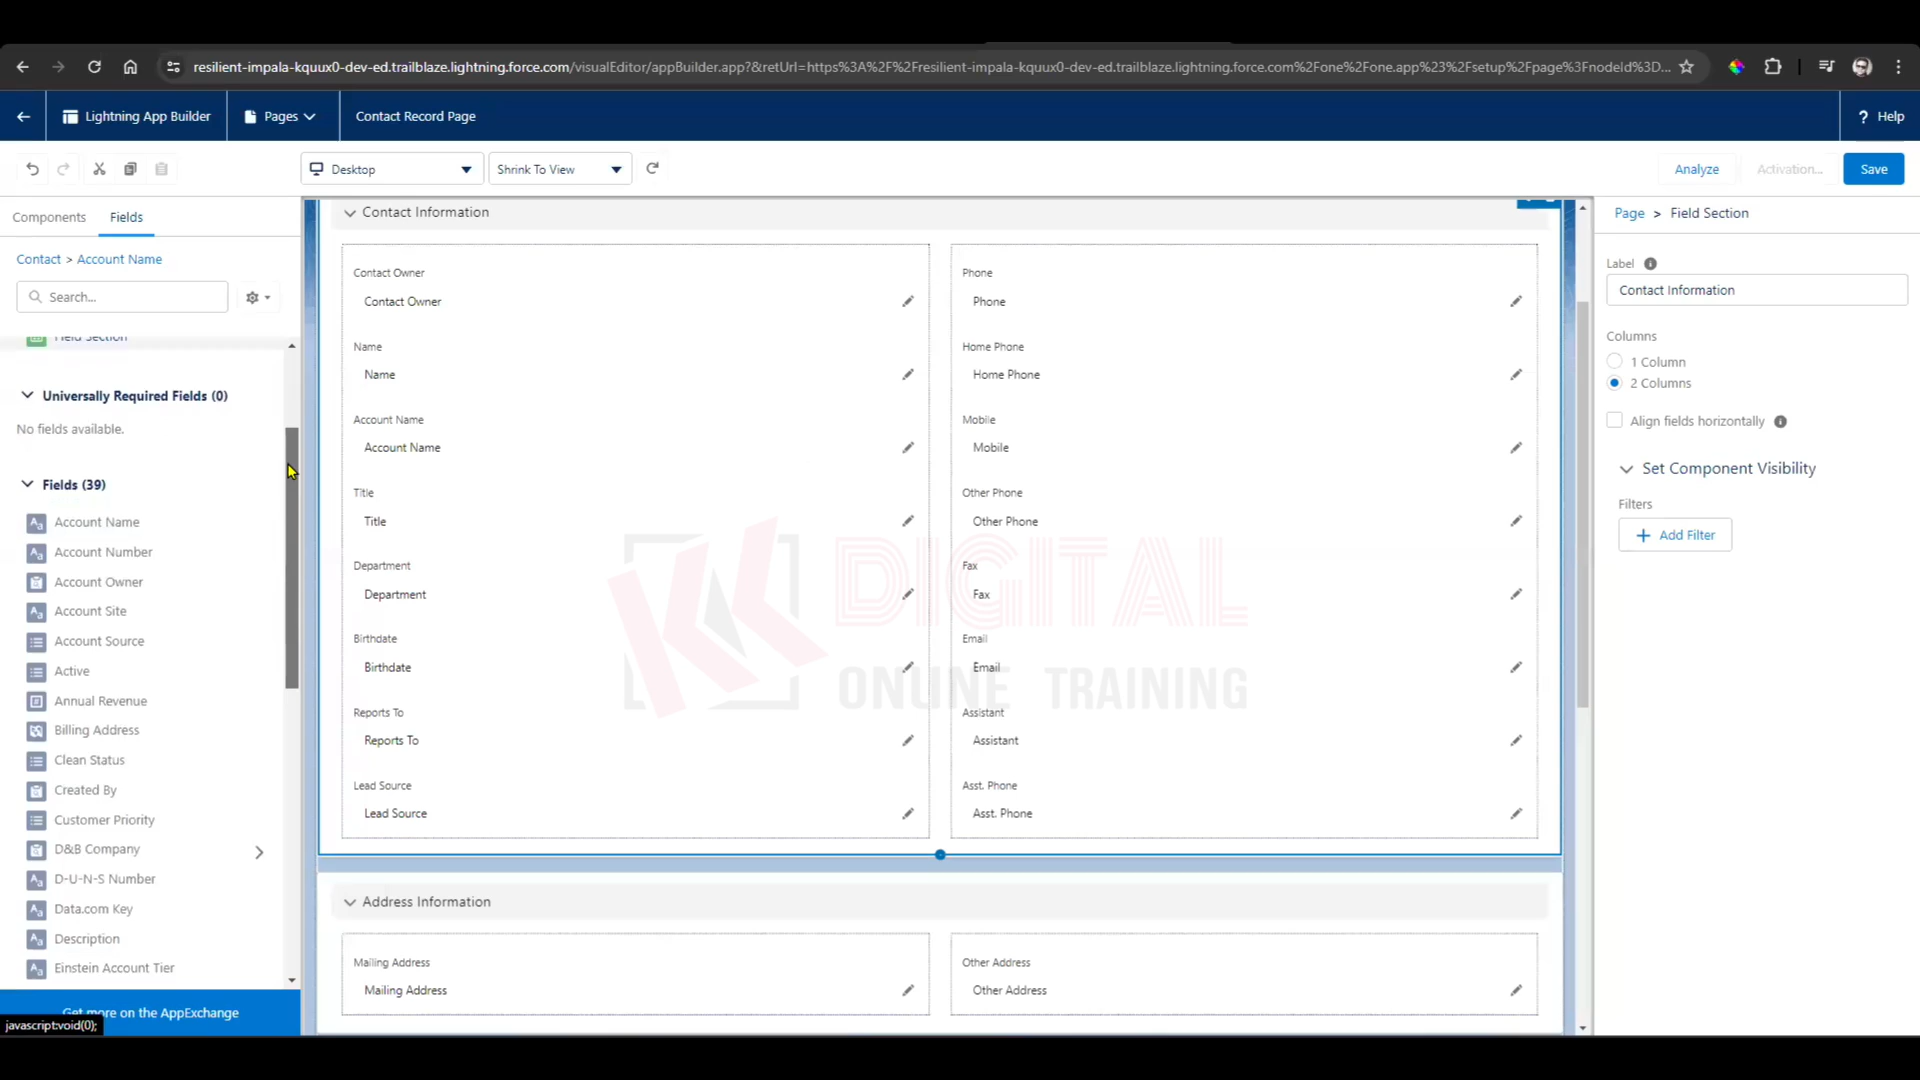 resilient-impala-kquux0-dev-ed.trailblaze.lightning.force.com/visualEditor/appBuilder.app?&retUrl=https%3A%2F%2Fresilient-impala-kquux0-dev-ed.trailblaze.lightning.force.com%2Fone%2Fone.app%23%2Fsetup%2Fpage%3FnodeId%3D...
Lightning App Builder
Pages
Contact Record Page
? Help
Desktop
Shrink To View
Analyze
Activation...
Save
Components
Fields
Contact > Account Name
Search...
Field Section
Universally Required Fields (0)
No fields available.
Fields (39)
Account Name
Account Number
Account Owner
Account Site
Account Source
Active
Annual Revenue
Billing Address
Clean Status
Created By
Customer Priority
D&B Company
D-U-N-S Number
Data.com Key
Description
Einstein Account Tier
Get more on the AppExchange
javascript:void(0);
Contact Information
Contact Owner
Contact Owner
Name
Name
Account Name
Account Name
Title
Title
Department
Department
Birthdate
Birthdate
Reports To
Reports To
Lead Source
Lead Source
Phone
Phone
Home Phone
Home Phone
Mobile
Mobile
Other Phone
Other Phone
Fax
Fax
Email
Email
Assistant
Assistant
Asst. Phone
Asst. Phone
KK DIGITAL
ONLINE TRAINING
Address Information
Mailing Address
Mailing Address
Other Address
Other Address
Page > Field Section
Label
Contact Information
Columns
1 Column
2 Columns
Align fields horizontally
Set Component Visibility
Filters
+ Add Filter